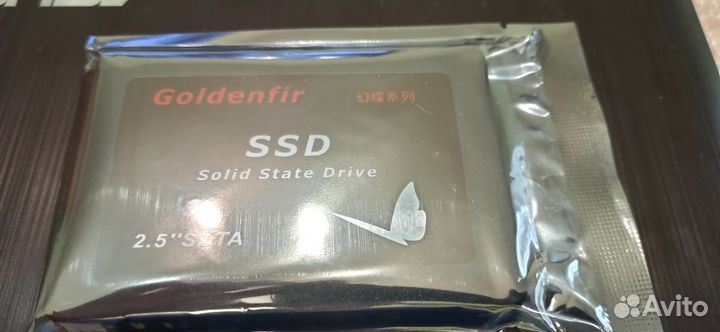 Goldenfir 幻蝶系列
SSD
Solid State Drive
2.5"SATA
Avito